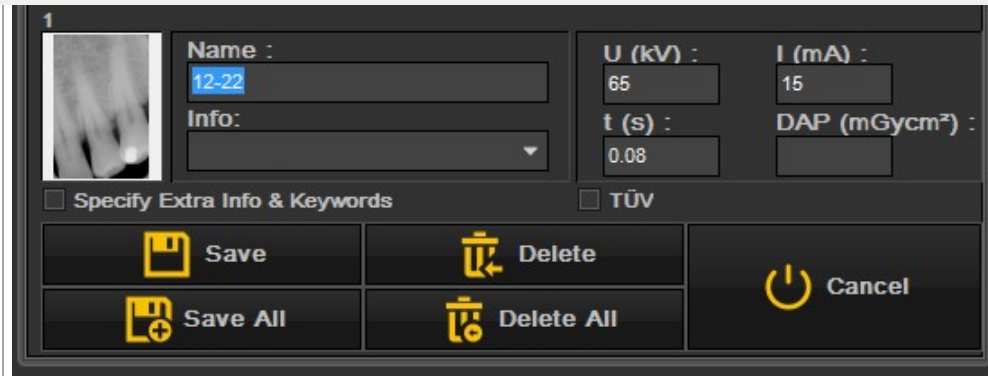 1
Name :
12-22
Info:
U (kV) :
65
I (mA) :
15
t (s) :
0.08
DAP (mGycm²) :
Specify Extra Info & Keywords
TÜV
Save
Delete
Cancel
Save All
Delete All